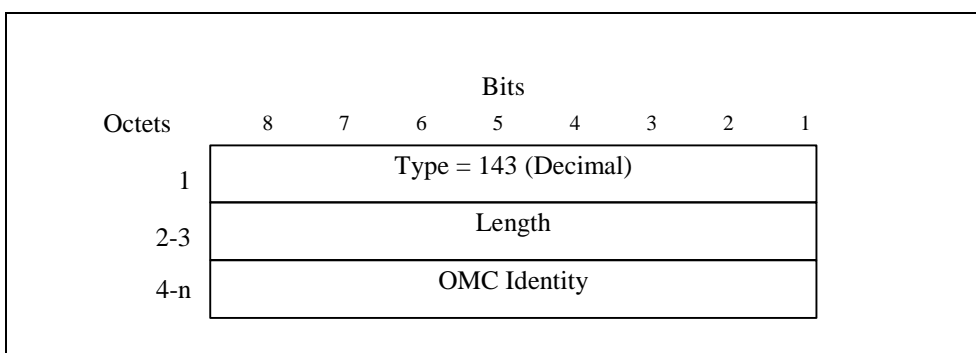 Bits
Octets 8 7 6 5 4 3 2 1
1 Type = 143 (Decimal)
2-3 Length
4-n OMC Identity